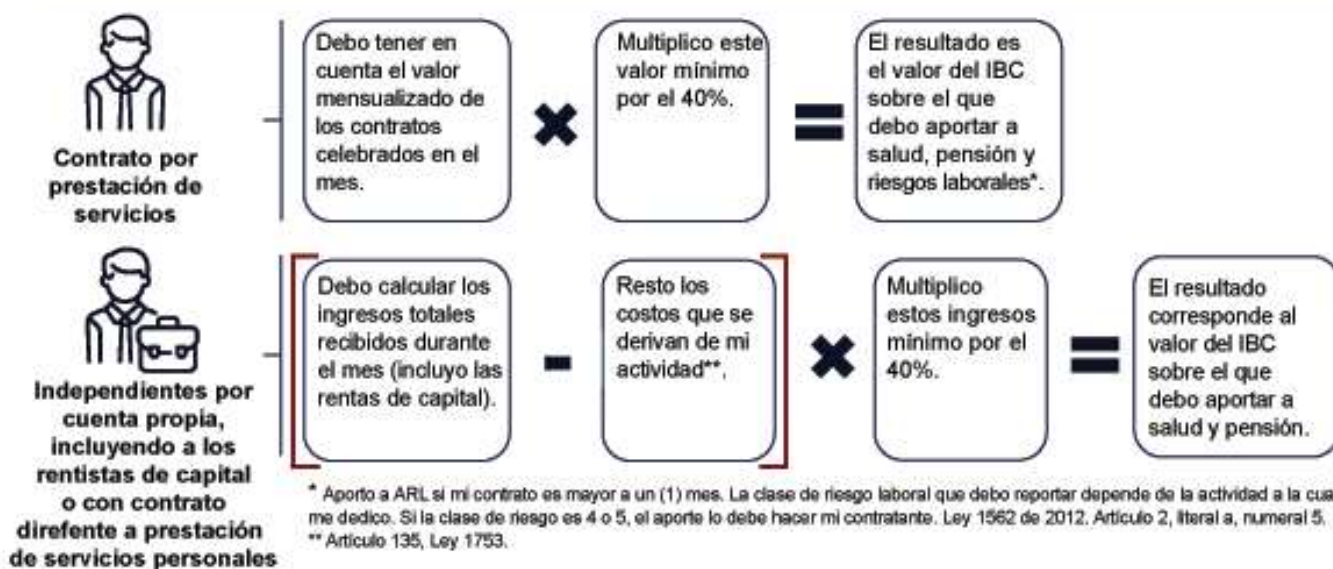 Contrato por
prestación de
servicios
Debo tener en
cuenta el valor
mensualizado de
los contratos
celebrados en el
mes.
Multiplico este
valor mínimo
por el 40%.
El resultado es
el valor del IBC
sobre el que
debo aportar a
salud, pensión y
riesgos laborales*.
Independientes por
cuenta propia,
incluyendo a los
rentistas de capital
o con contrato
direfente a prestación
de servicios personales
Debo calcular los
ingresos totales
recibidos durante
el mes (incluyo las
rentas de capital).
-
Resto los
costos que se
derivan de mi
actividad**.
Multiplico
estos ingresos
mínimo por el
40%.
El resultado
corresponde al
valor del IBC
sobre el que
debo aportar a
salud y pensión.
* Aporto a ARL si mi contrato es mayor a un (1) mes. La clase de riesgo laboral que debo reportar depende de la actividad a la cua
me dedico. Si la clase de riesgo es 4 o 5, el aporte lo debe hacer mi contratante. Ley 1562 de 2012. Artículo 2, literal a, numeral 5.
** Artículo 135, Ley 1753.